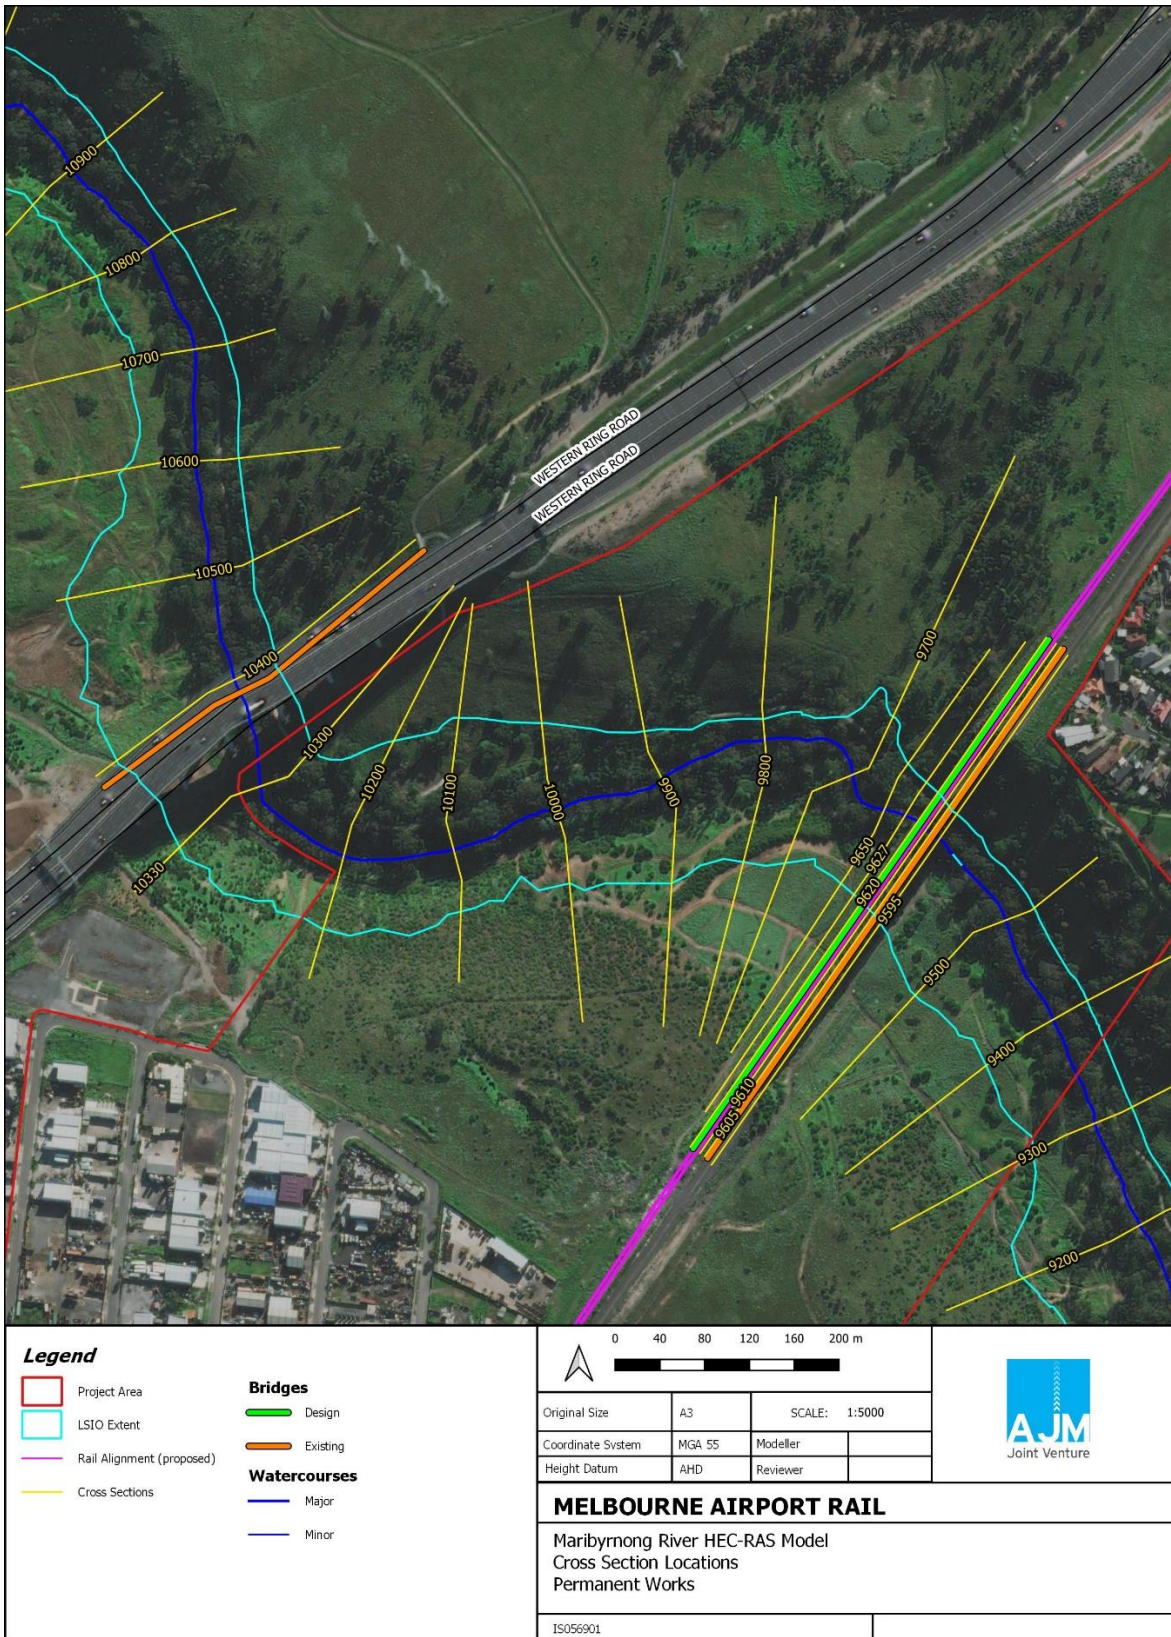 10900
10800
10700
10600
10500
10400
10330
10300
10200
10100
10000
9900
9800
9700
WESTERN RING ROAD
WESTERN RING ROAD
9650
9627
9620
9595
9610
9605
9500
9400
9300
9200
Legend
Project Area
LSIO Extent
Rail Alignment (proposed)
Cross Sections
Bridges
Design
Existing
Watercourses
Major
Minor
0 40 80 120 160 200 m
Original Size A3 SCALE: 1:5000
Coordinate System MGA 55 Modeller
Height Datum AHD Reviewer
AJM
Joint Venture
MELBOURNE AIRPORT RAIL
Maribyrnong River HEC-RAS Model
Cross Section Locations
Permanent Works
IS056901